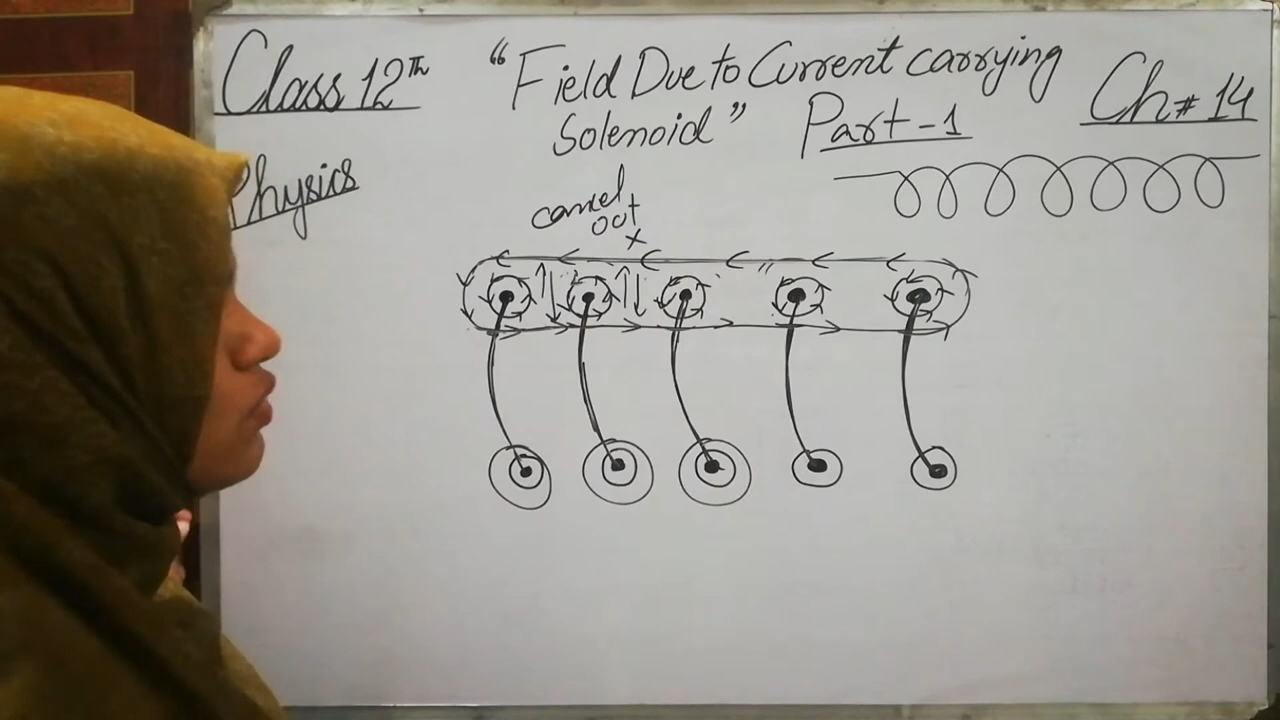 Class 12Th
"Field Due to Current carrying
Solenoid" Part-1
Ch# 14
Physics
cancel
out